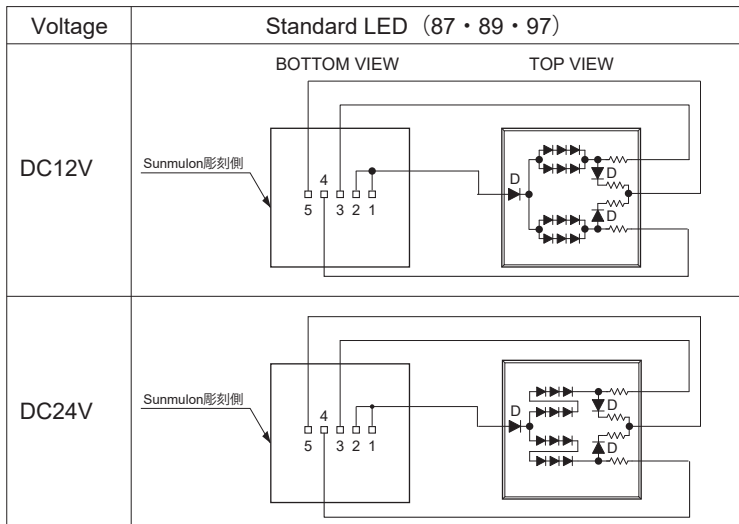 Voltage
Standard LED（87・89・97）
BOTTOM VIEW
TOP VIEW
DC12V
Sunmulon彫刻側
4
5 3 2 1
D
D
D
DC24V
Sunmulon彫刻側
4
5 3 2 1
D
D
D